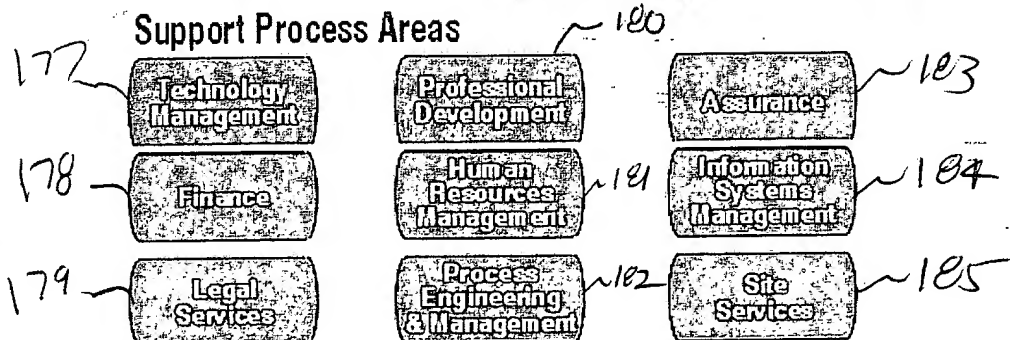 Support Process Areas
180
177
Technology
Management
Professional
Development
Assurance
183
178
Finance
Human
Resources
Management
181
Information
Systems
Management
184
179
Legal
Services
Process
Engineering
& Management
182
Site
Services
185